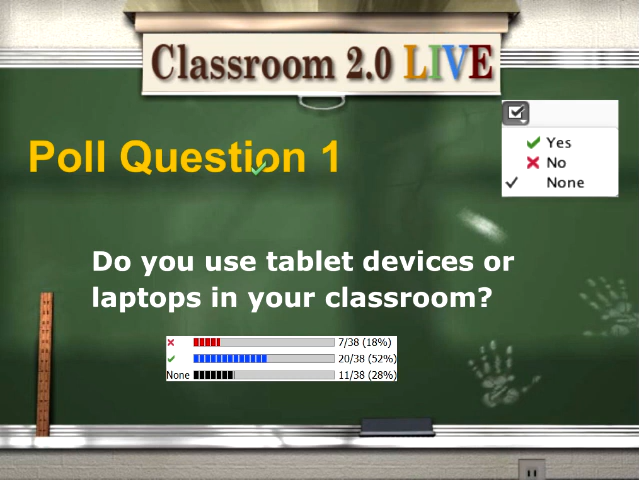 Classroom 2.0 LIVE
Yes
No
None
Poll Question 1
Do you use tablet devices or
laptops in your classroom?
7/38 (18%)
20/38 (52%)
None 11/38 (28%)